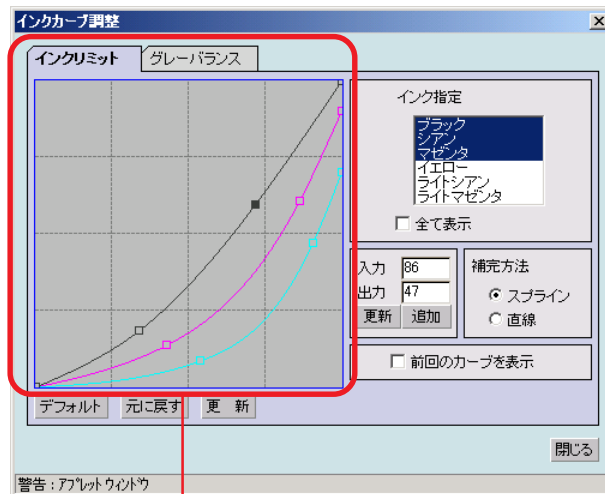 インクカーブ調整
インクリミット
グレーバランス
インク指定
ブラック
シアン
マゼンタ
イエロー
ライトシアン
ライトマゼンタ
全て表示
入力 86
出力 47
更新 追加
補完方法
スプライン
直線
前回のカーブを表示
デフォルト 元に戻す 更 新
閉じる
警告 : ｱﾌﾟﾚｯﾄ ｳｨﾝﾄﾞｳ